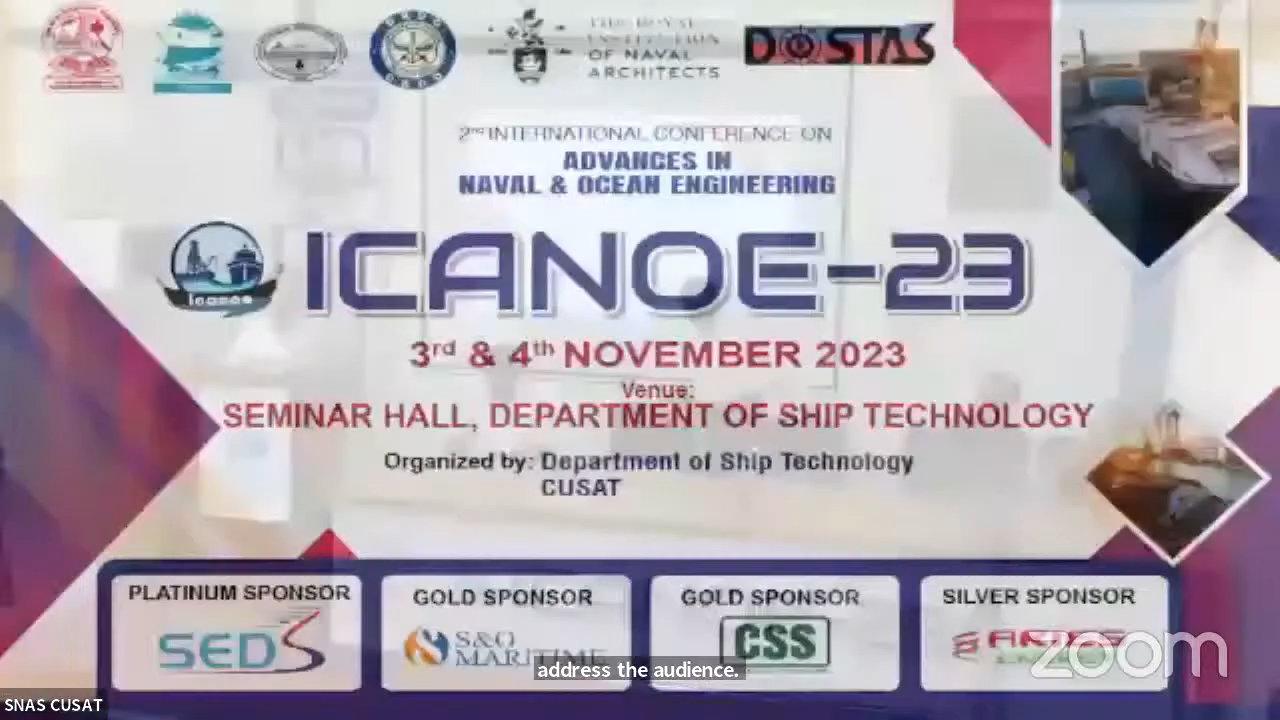 THE ROYAL
INSTITUTION
OF NAVAL
ARCHITECTS
DOSTAS
2nd INTERNATIONAL CONFERENCE ON
ADVANCES IN
NAVAL & OCEAN ENGINEERING
icanoe
ICANOE-23
3rd & 4th NOVEMBER 2023
Venue:
SEMINAR HALL, DEPARTMENT OF SHIP TECHNOLOGY
Organized by: Department of Ship Technology
CUSAT
PLATINUM SPONSOR
SEDS
GOLD SPONSOR
S&O
MARITIME
GOLD SPONSOR
CSS
SILVER SPONSOR
ARIES
zoom
address the audience.
SNAS CUSAT